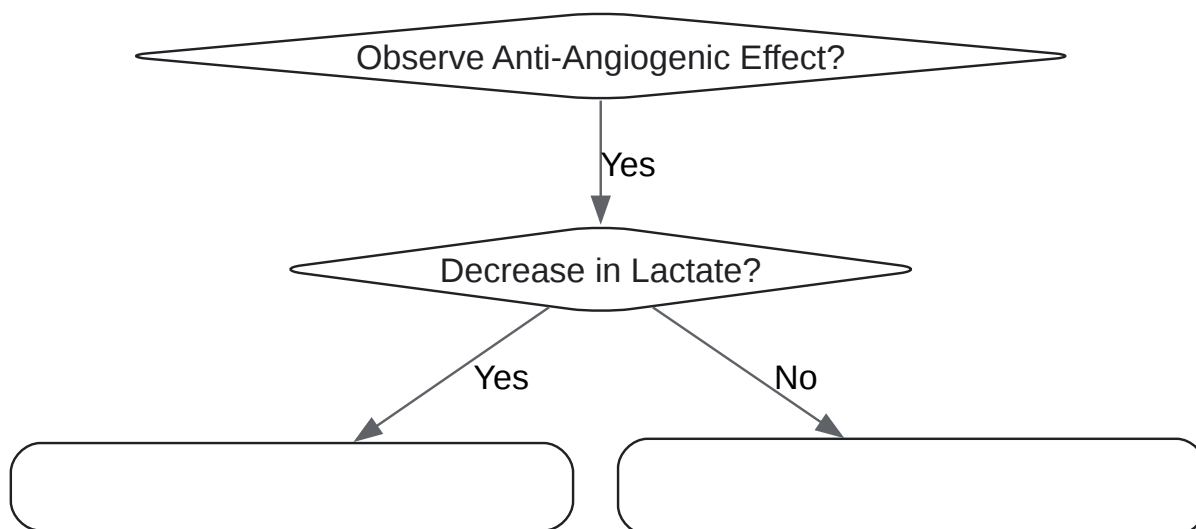 Observe Anti-Angiogenic Effect?
Yes
Decrease in Lactate?
Yes
No